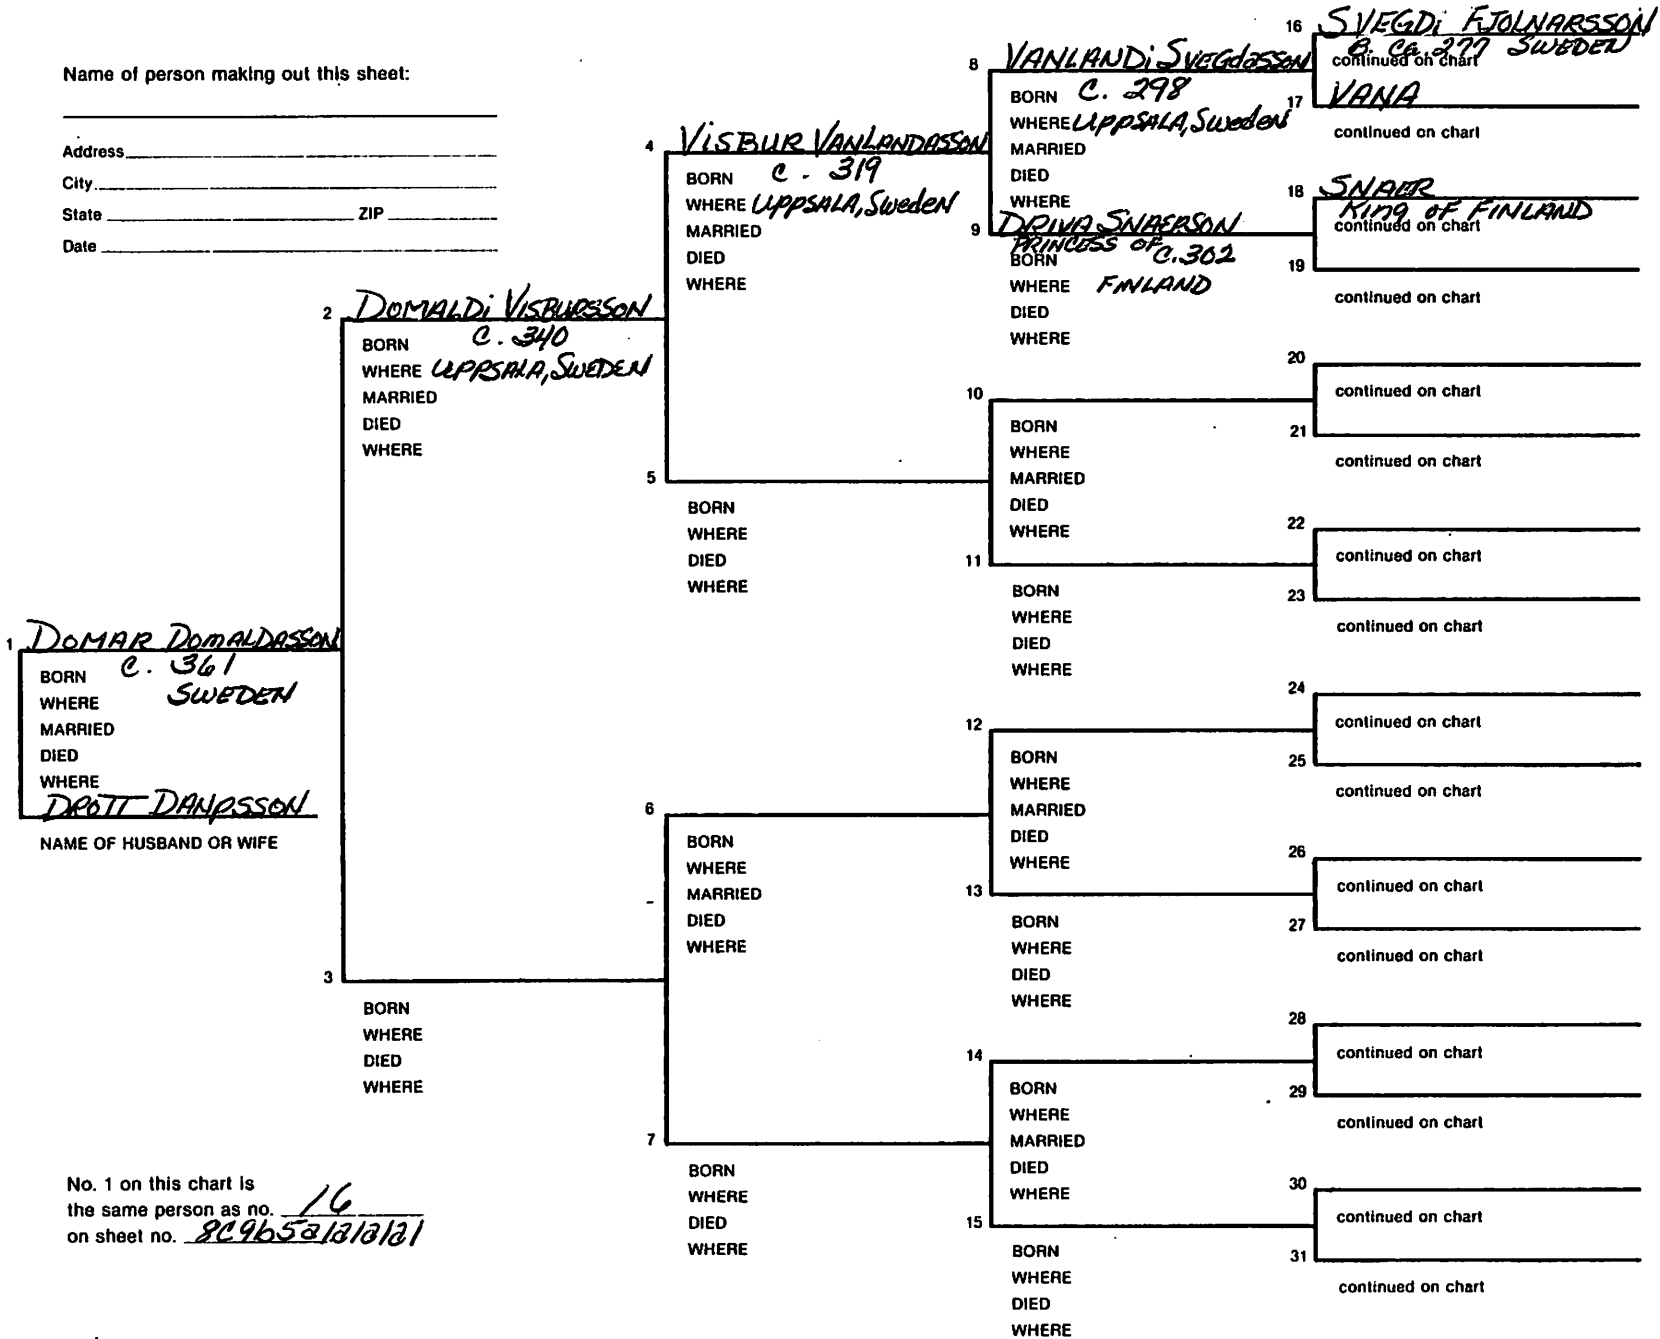 Name of person making out this sheet:
Address
City
State ZIP
Date
1 DOMAR DOMALDASSON
BORN C. 361
WHERE SWEDEN
MARRIED
DIED
WHERE
DROTT DANPSSON
NAME OF HUSBAND OR WIFE
No. 1 on this chart is
the same person as no. 16
on sheet no.
2 DOMALDi VISBURSSON
BORN C. 340
WHERE UPPSALA, SWEDEN
MARRIED
DIED
WHERE
3
BORN
WHERE
DIED
WHERE
4 VISBUR VANLANDASSON
BORN C. 319
WHERE UPPSALA, Sweden
MARRIED
DIED
WHERE
5
BORN
WHERE
DIED
WHERE
6
BORN
WHERE
MARRIED
DIED
WHERE
7
BORN
WHERE
DIED
WHERE
8 VANLANDi SVEGdaSSON
BORN C. 298
WHERE UPPSALA, Sweden
MARRIED
DIED
WHERE
9 DRIVA SNAERSON
PRINCESS OF
BORN C. 302
WHERE FINLAND
DIED
WHERE
10
BORN
WHERE
MARRIED
DIED
WHERE
11
BORN
WHERE
DIED
WHERE
12
BORN
WHERE
MARRIED
DIED
WHERE
13
BORN
WHERE
DIED
WHERE
14
BORN
WHERE
MARRIED
DIED
WHERE
15
BORN
WHERE
DIED
WHERE
16 SVEGDi FJOLNARSSON
B. Ca. 277 SWEDEN
continued on chart
17 VANA
continued on chart
18 SNAER
King OF FINLAND
continued on chart
19
continued on chart
20
continued on chart
21
continued on chart
22
continued on chart
23
continued on chart
24
continued on chart
25
continued on chart
26
continued on chart
27
continued on chart
28
continued on chart
29
continued on chart
30
continued on chart
31
continued on chart